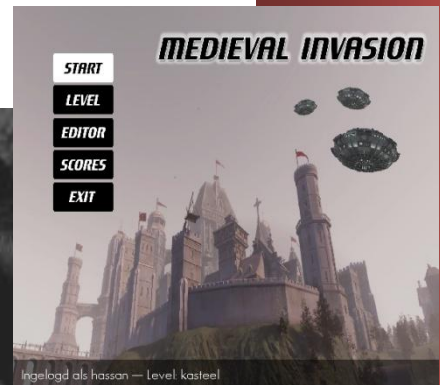 MEDIEVAL INVASION
START
LEVEL
EDITOR
SCORES
EXIT
Ingelogd als hassan — Level: kasteel